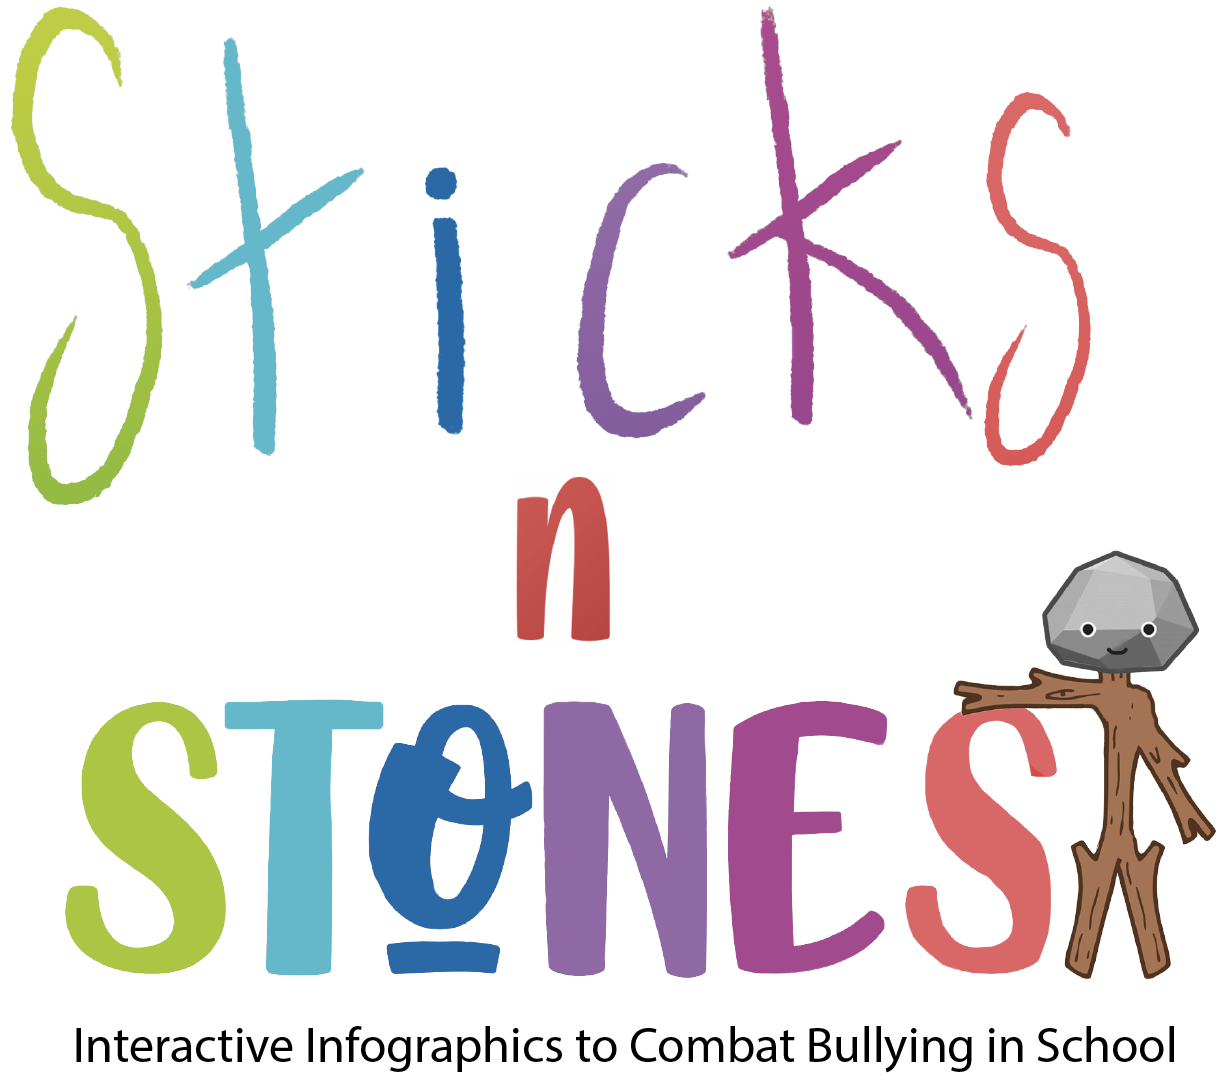 Sticks
n
STONES
Interactive Infographics to Combat Bullying in School